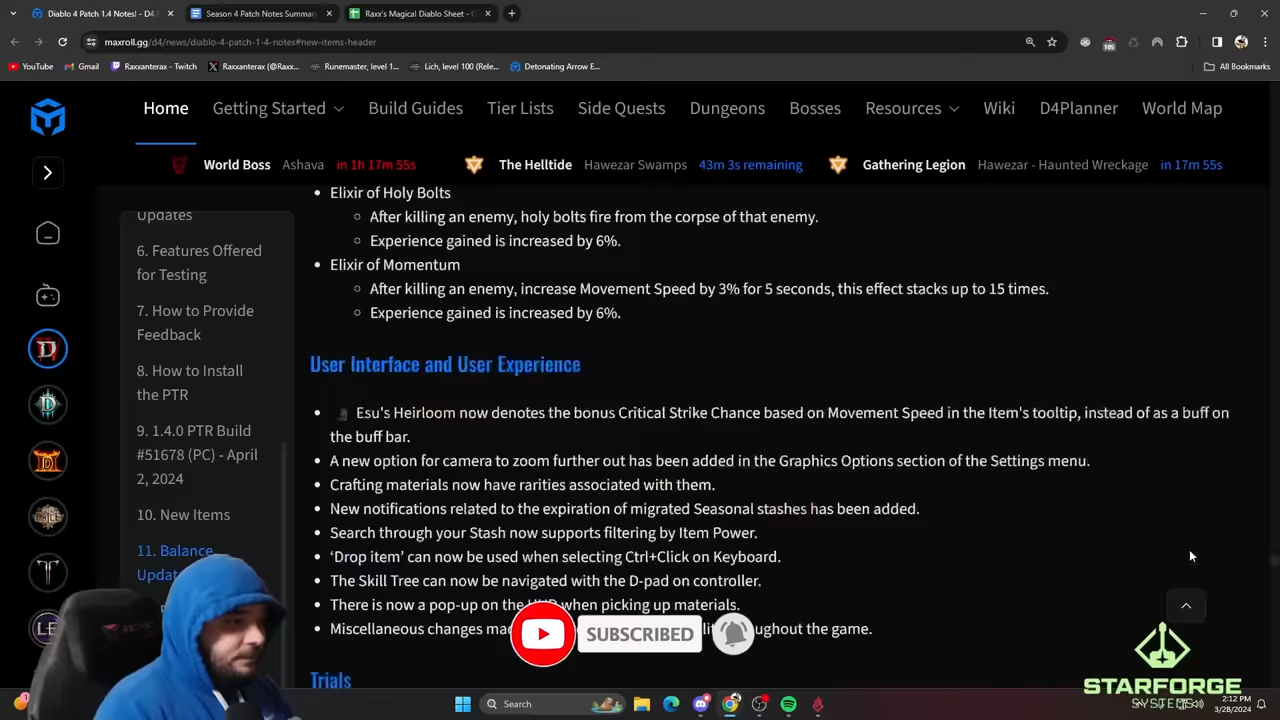 Diablo 4 Patch 1.4 Notes! - D4
Season 4 Patch Notes Summary
Raxx's Magical Diablo Sheet -
maxroll.gg/d4/news/diablo-4-patch-1-4-notes#new-items-header
105
YouTube
Gmail
Raxxanterax - Twitch
Raxxanterax (@Raxx...
Runemaster, level 1...
Lich, level 100 (Rele...
Detonating Arrow E...
All Bookmarks
Home
Getting Started
Build Guides
Tier Lists
Side Quests
Dungeons
Bosses
Resources
Wiki
D4Planner
World Map
World Boss Ashava in 1h 17m 55s
The Helltide Hawezar Swamps 43m 3s remaining
Gathering Legion Hawezar - Haunted Wreckage in 17m 55s
Updates
6. Features Offered
for Testing
7. How to Provide
Feedback
8. How to Install
the PTR
9. 1.4.0 PTR Build
#51678 (PC) - April
2, 2024
10. New Items
11. Balance
Updat
LE
Elixir of Holy Bolts
After killing an enemy, holy bolts fire from the corpse of that enemy.
Experience gained is increased by 6%.
Elixir of Momentum
After killing an enemy, increase Movement Speed by 3% for 5 seconds, this effect stacks up to 15 times.
Experience gained is increased by 6%.
User Interface and User Experience
Esu's Heirloom now denotes the bonus Critical Strike Chance based on Movement Speed in the Item's tooltip, instead of as a buff on
the buff bar.
A new option for camera to zoom further out has been added in the Graphics Options section of the Settings menu.
Crafting materials now have rarities associated with them.
New notifications related to the expiration of migrated Seasonal stashes has been added.
Search through your Stash now supports filtering by Item Power.
‘Drop item’ can now be used when selecting Ctrl+Click on Keyboard.
The Skill Tree can now be navigated with the D-pad on controller.
There is now a pop-up on the HUD when picking up materials.
Miscellaneous changes throughout the game.
Trials
SUBSCRIBED
STARFORGE
SYSTEMS
Search
2:12 PM
3/28/2024